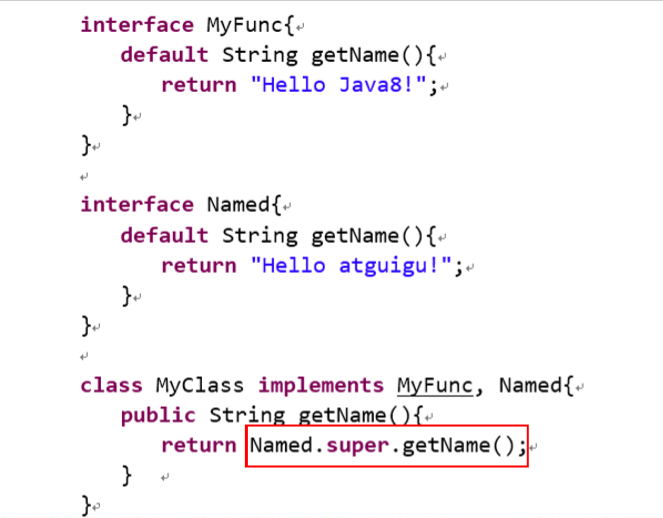 interface MyFunc{↵
default String getName(){↵
return "Hello Java8!";↵
}↵
}↵
↵
interface Named{↵
default String getName(){↵
return "Hello atguigu!";↵
}↵
}↵
↵
class MyClass implements MyFunc, Named{↵
public String getName(){↵
return Named.super.getName();↵
} ↵
}↵